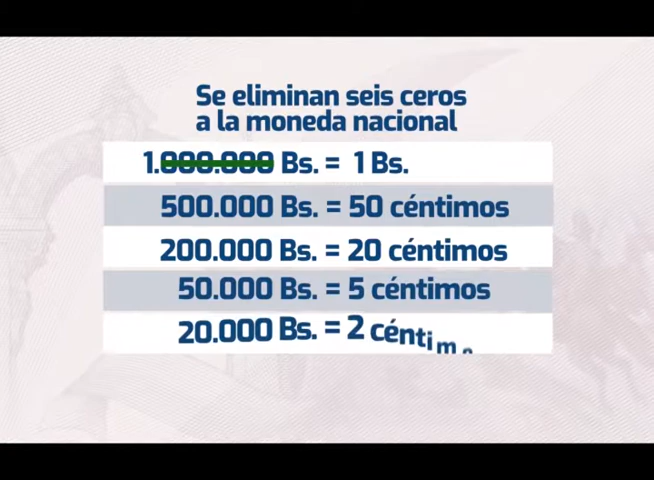 Se eliminan seis ceros
a la moneda nacional
1.000.000 Bs. = 1 Bs.
500.000 Bs. = 50 céntimos
200.000 Bs. = 20 céntimos
50.000 Bs. = 5 céntimos
20.000 Bs. = 2